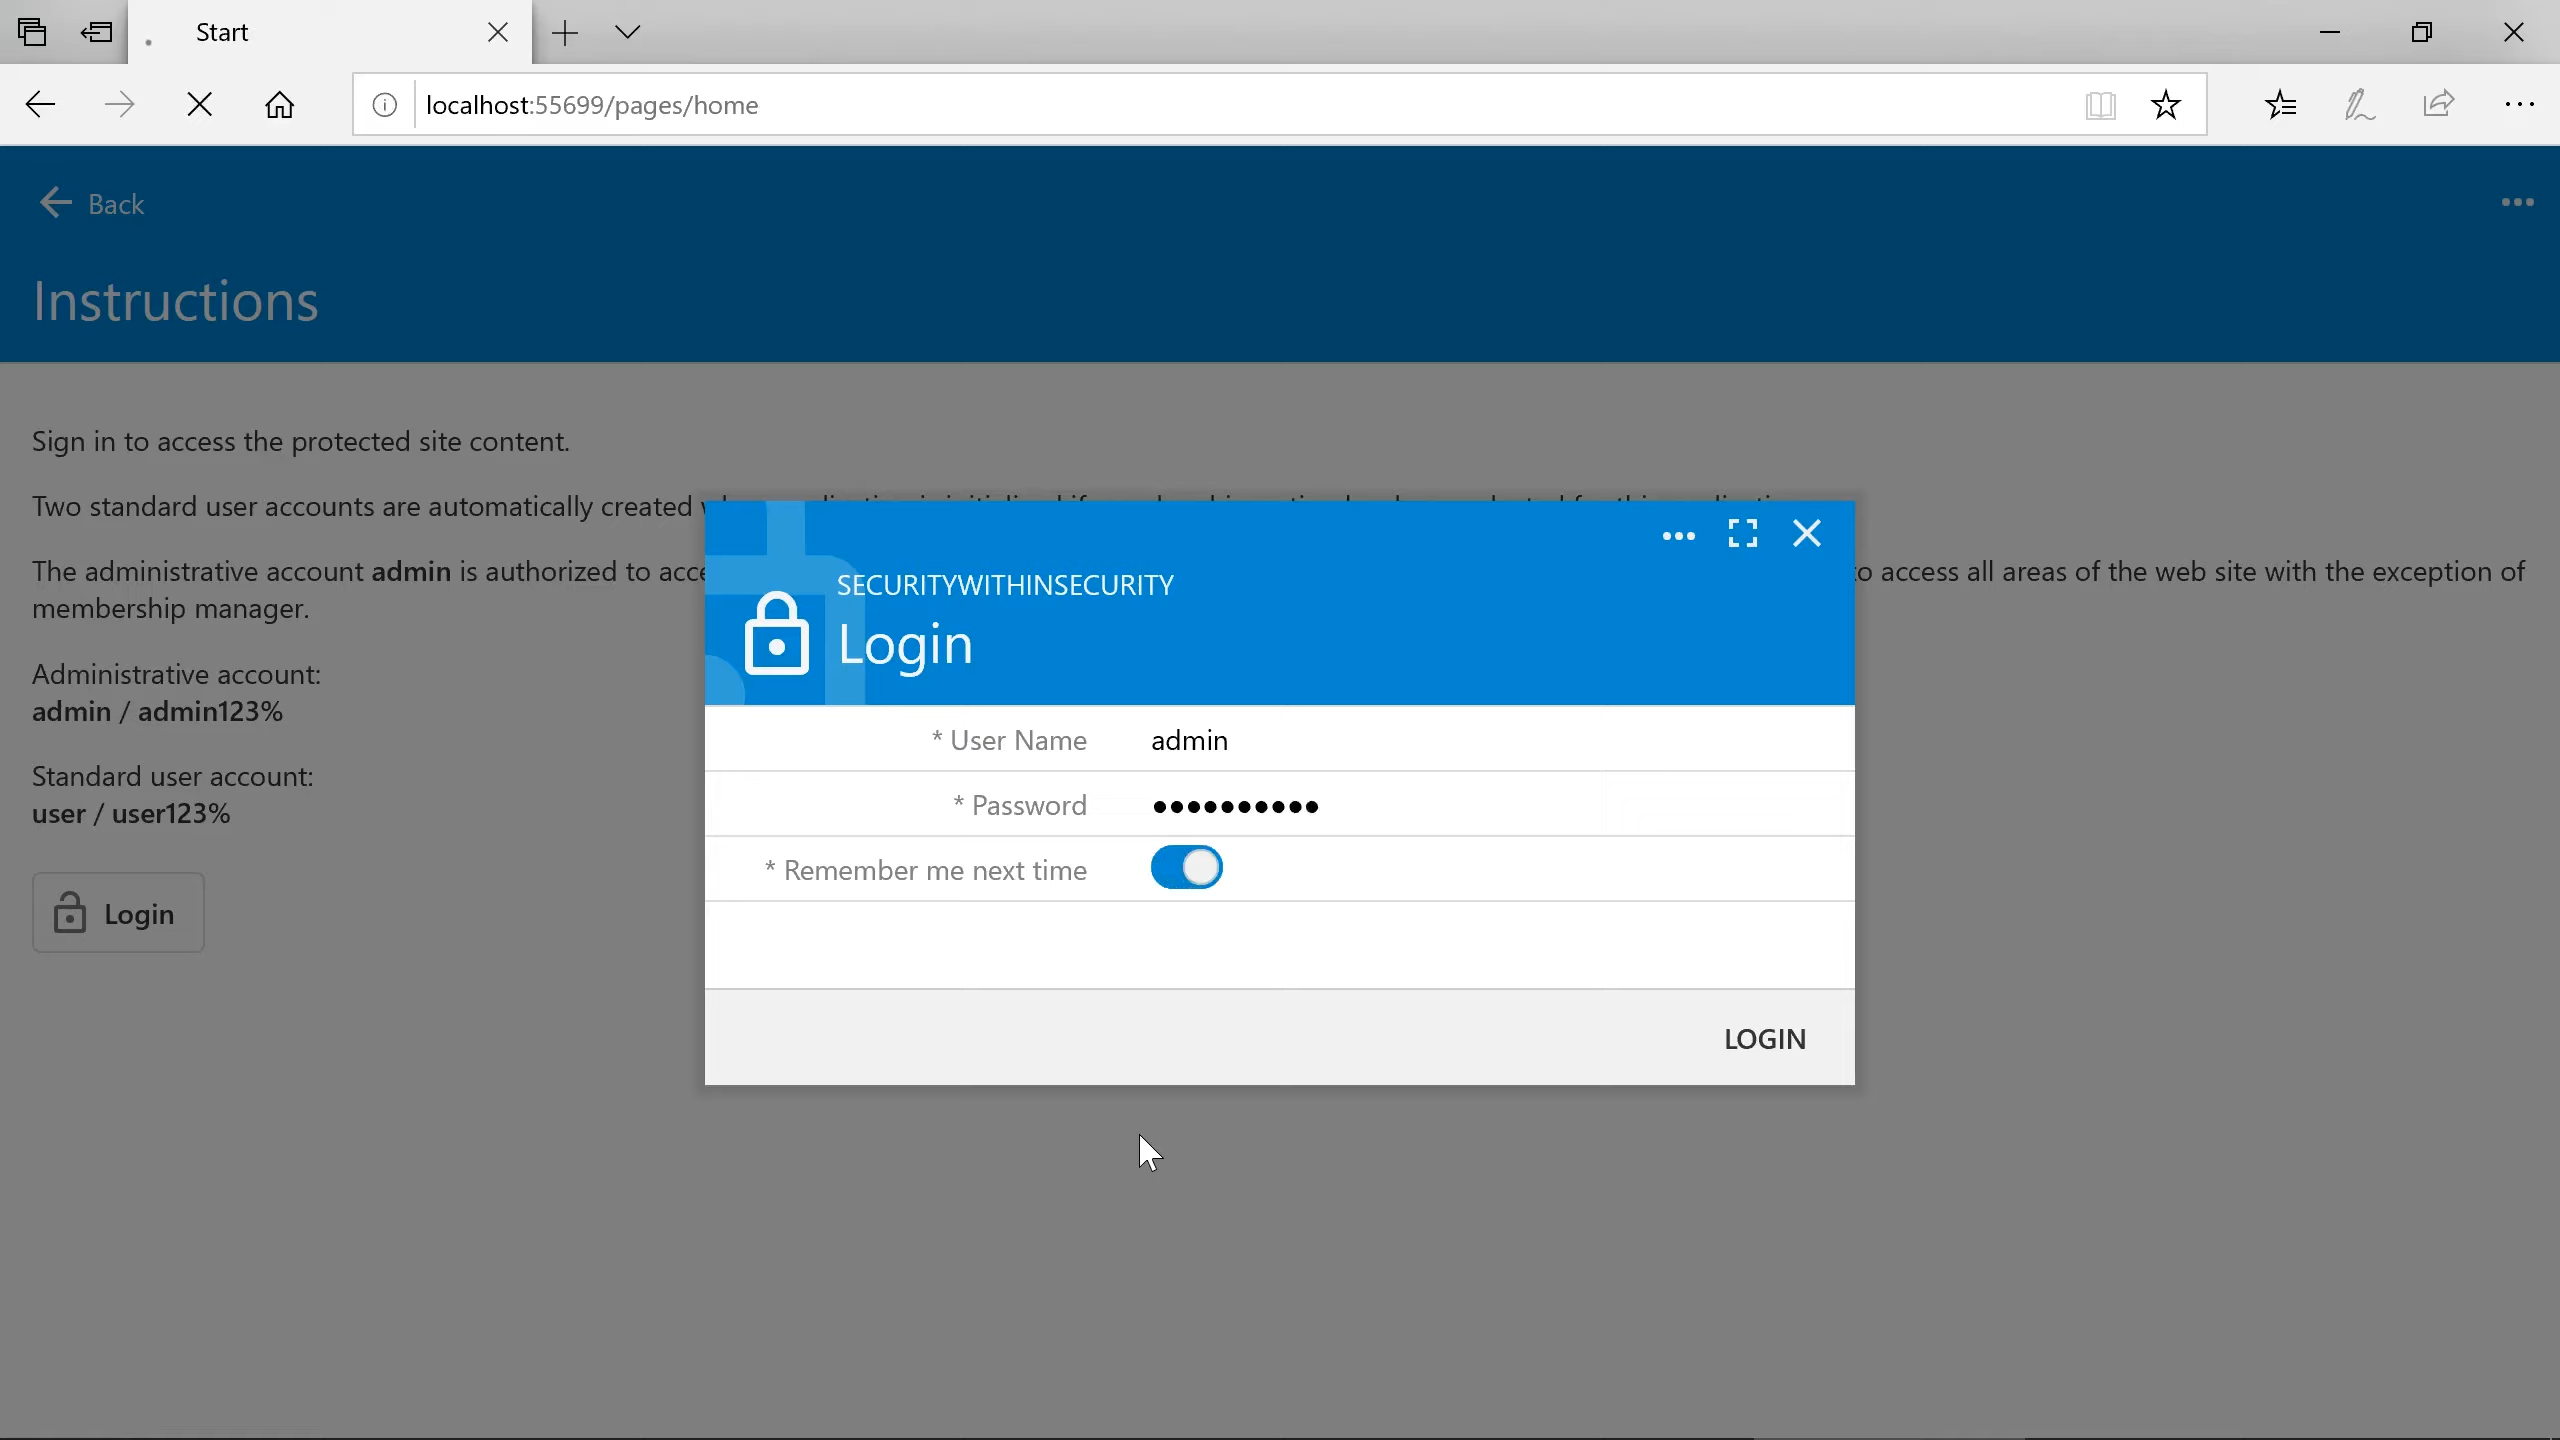 Start
localhost:55699/pages/home
Back
Instructions
Sign in to access the protected site content.
Two standard user accounts are automatically created
The administrative account admin is authorized to
to access all areas of the web site with the exception of
membership manager.
Administrative account:
admin / admin123%
Standard user account:
user / user123%
Login
SECURITYWITHINSECURITY
Login
* User Name admin
* Password ●●●●●●●●●●
* Remember me next time
LOGIN